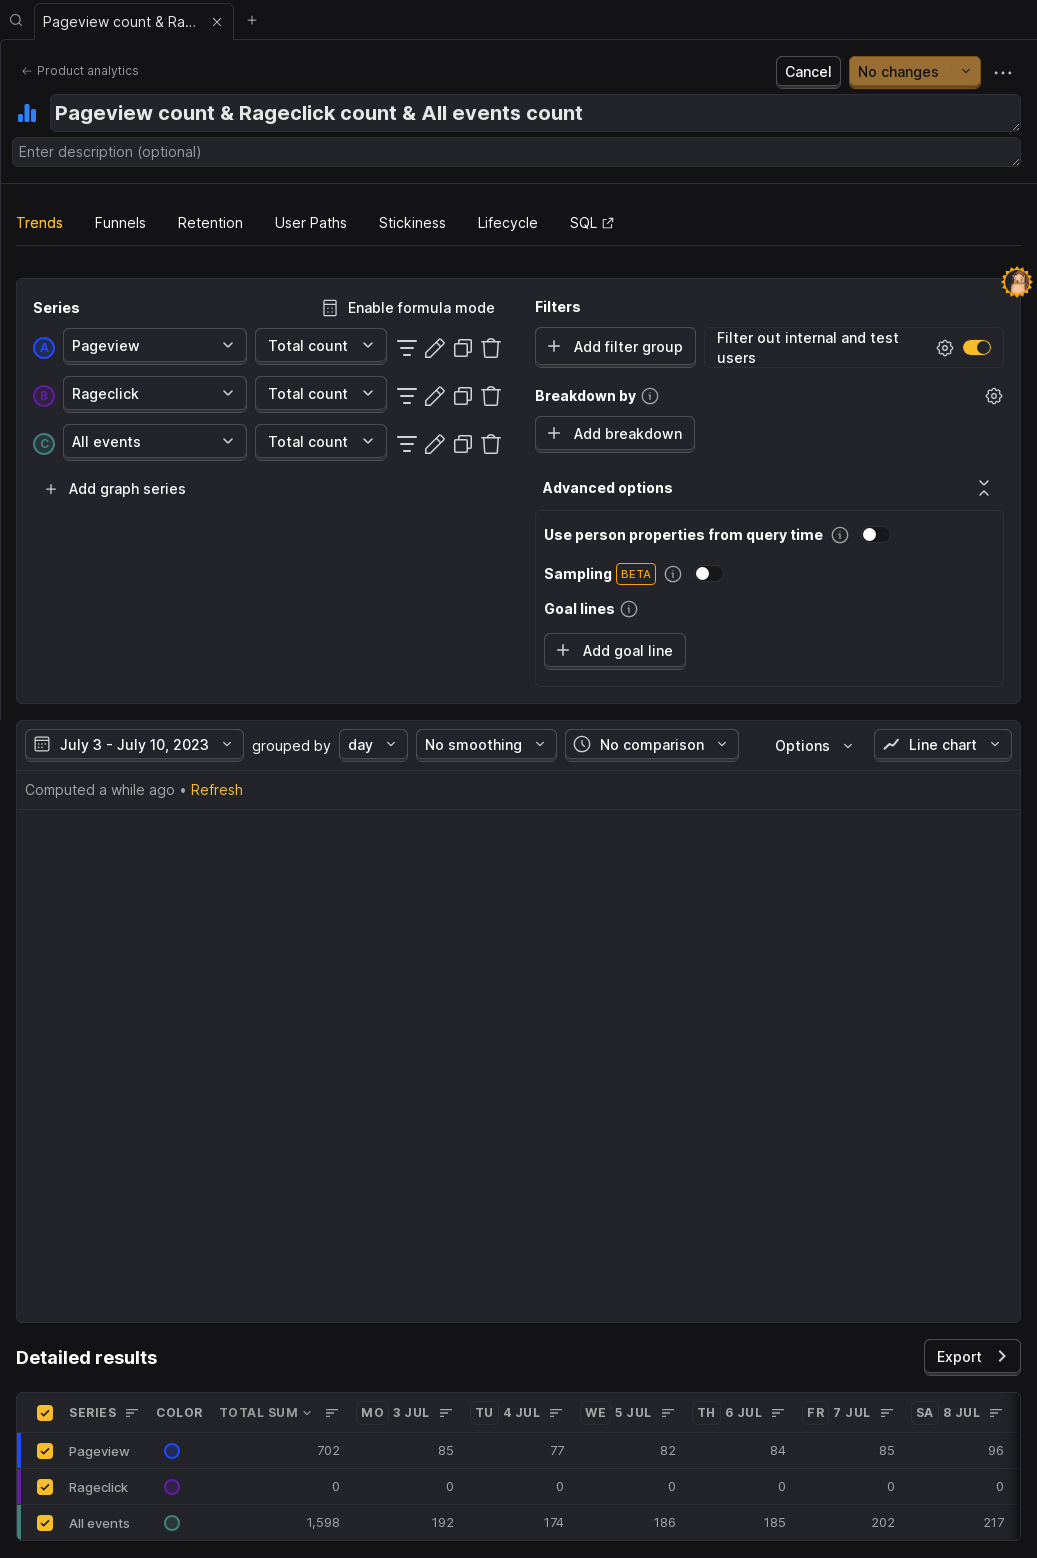 Pageview count & Ra...
Product analytics
Cancel
No changes
Pageview count & Rageclick count & All events count
Enter description (optional)
Trends Funnels Retention User Paths Stickiness Lifecycle SQL
Series
Enable formula mode
A Pageview Total count
B Rageclick Total count
C All events Total count
Add graph series
Filters
Add filter group
Filter out internal and test
users
Breakdown by
Add breakdown
Advanced options
Use person properties from query time
Sampling BETA
Goal lines
Add goal line
July 3 - July 10, 2023 grouped by day No smoothing No comparison Options Line chart
Computed a while ago • Refresh
Detailed results
Export
SERIES COLOR TOTAL SUM MO 3 JUL TU 4 JUL WE 5 JUL TH 6 JUL FR 7 JUL SA 8 JUL
Pageview 702 85 77 82 84 85 96
Rageclick 0 0 0 0 0 0 0
All events 1,598 192 174 186 185 202 217